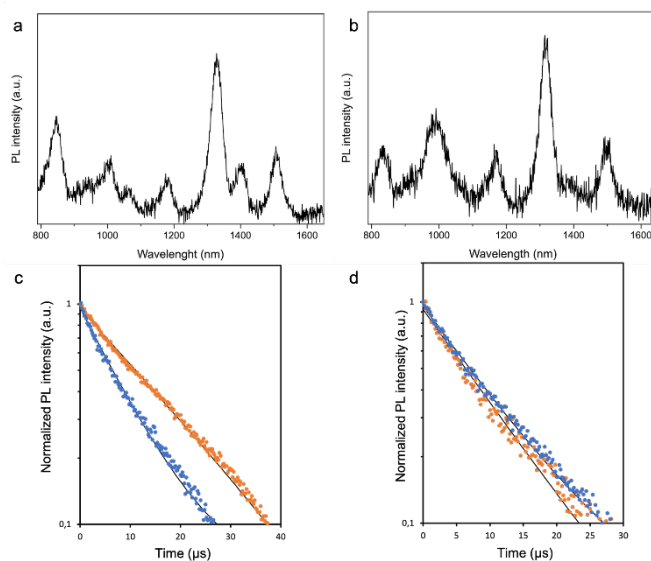 a
PL intensity (a.u.)
800 1000 1200 1400 1600
Wavelenght (nm)
b
PL intensity (a.u.)
800 1000 1200 1400 1600
Wavelength (nm)
c
Normalized PL intensity (a.u.)
1
0,1
0 10 20 30 40
Time (µs)
d
Normalized PL intensity (a.u.)
1
0,1
0 5 10 15 20 25 30
Time (µs)